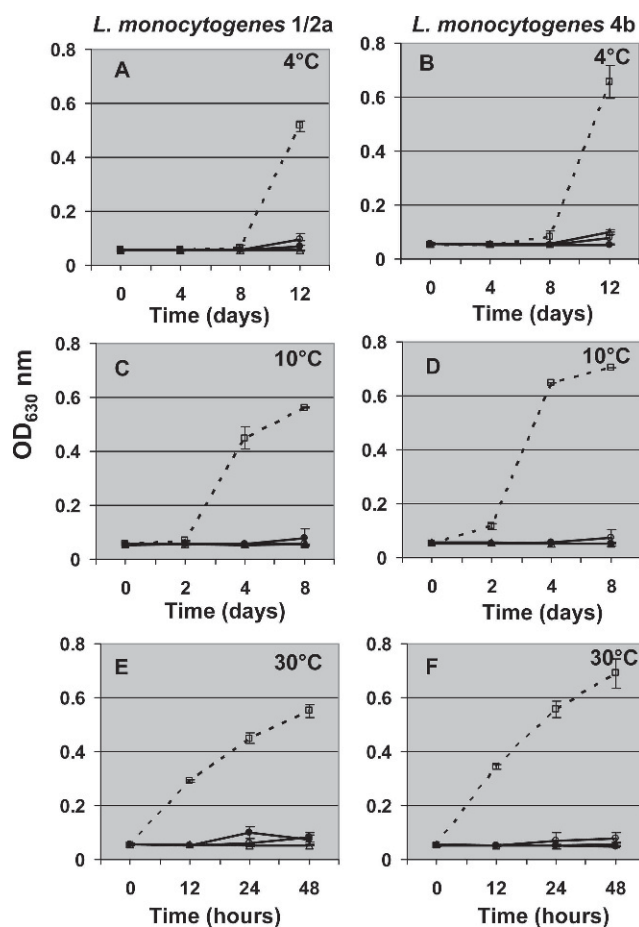 L. monocytogenes 1/2a
L. monocytogenes 4b
A
4°C
0.8
0.6
0.4
0.2
0
0 4 8 12
Time (days)
B
4°C
0.8
0.6
0.4
0.2
0
0 4 8 12
Time (days)
OD630 nm
C
10°C
0.8
0.6
0.4
0.2
0
0 2 4 8
Time (days)
D
10°C
0.8
0.6
0.4
0.2
0
0 2 4 8
Time (days)
E
30°C
0.8
0.6
0.4
0.2
0
0 12 24 48
Time (hours)
F
30°C
0.8
0.6
0.4
0.2
0
0 12 24 48
Time (hours)